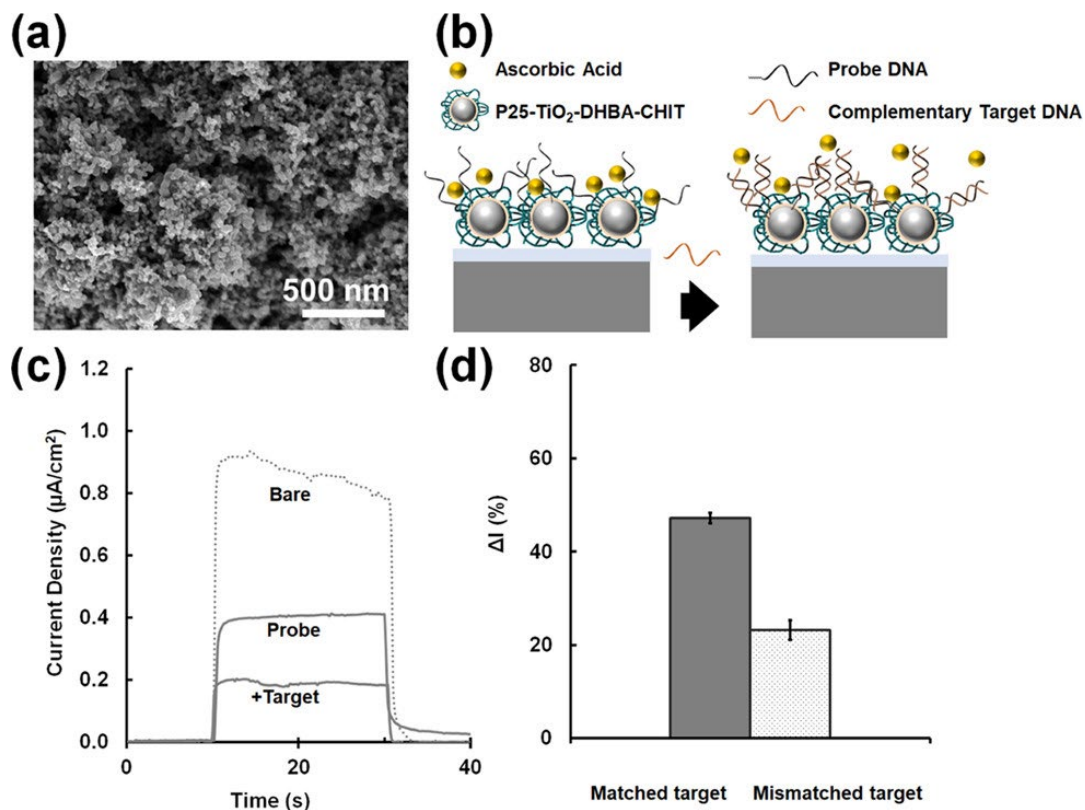 (a)
500 nm
(b)
Ascorbic Acid
P25-TiO₂-DHBA-CHIT
Probe DNA
Complementary Target DNA
(c)
Current Density (µA/cm²)
1.2
1.0
0.8
0.6
0.4
0.2
0.0
Bare
Probe
+Target
0
20
40
Time (s)
(d)
ΔI (%)
80
60
40
20
0
Matched target
Mismatched target